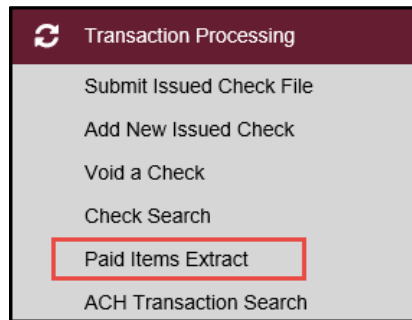 Transaction Processing
Submit Issued Check File
Add New Issued Check
Void a Check
Check Search
Paid Items Extract
ACH Transaction Search